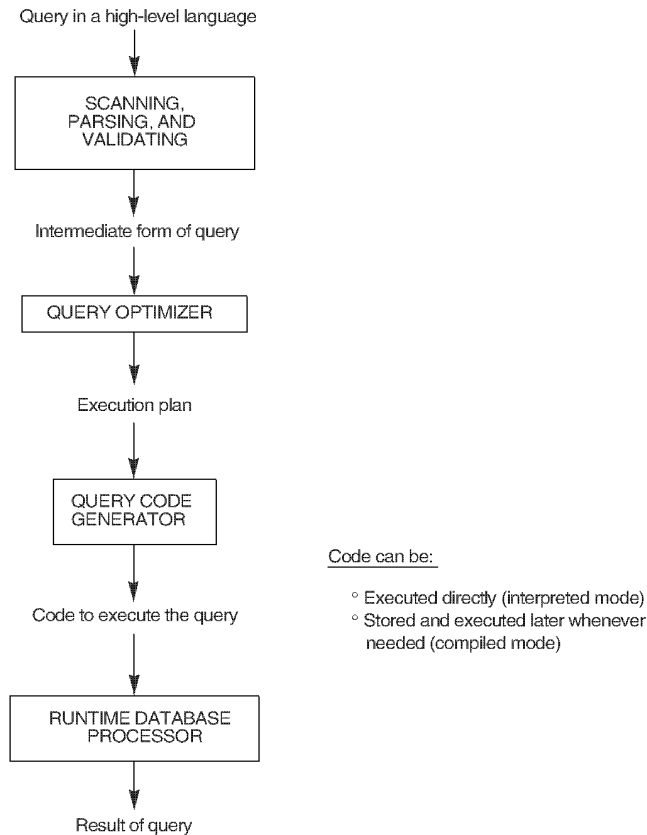 Query in a high-level language
SCANNING,
PARSING, AND
VALIDATING
Intermediate form of query
QUERY OPTIMIZER
Execution plan
QUERY CODE
GENERATOR
Code can be:
° Executed directly (interpreted mode)
Code to execute the query
° Stored and executed later whenever
needed (compiled mode)
RUNTIME DATABASE
PROCESSOR
Result of query